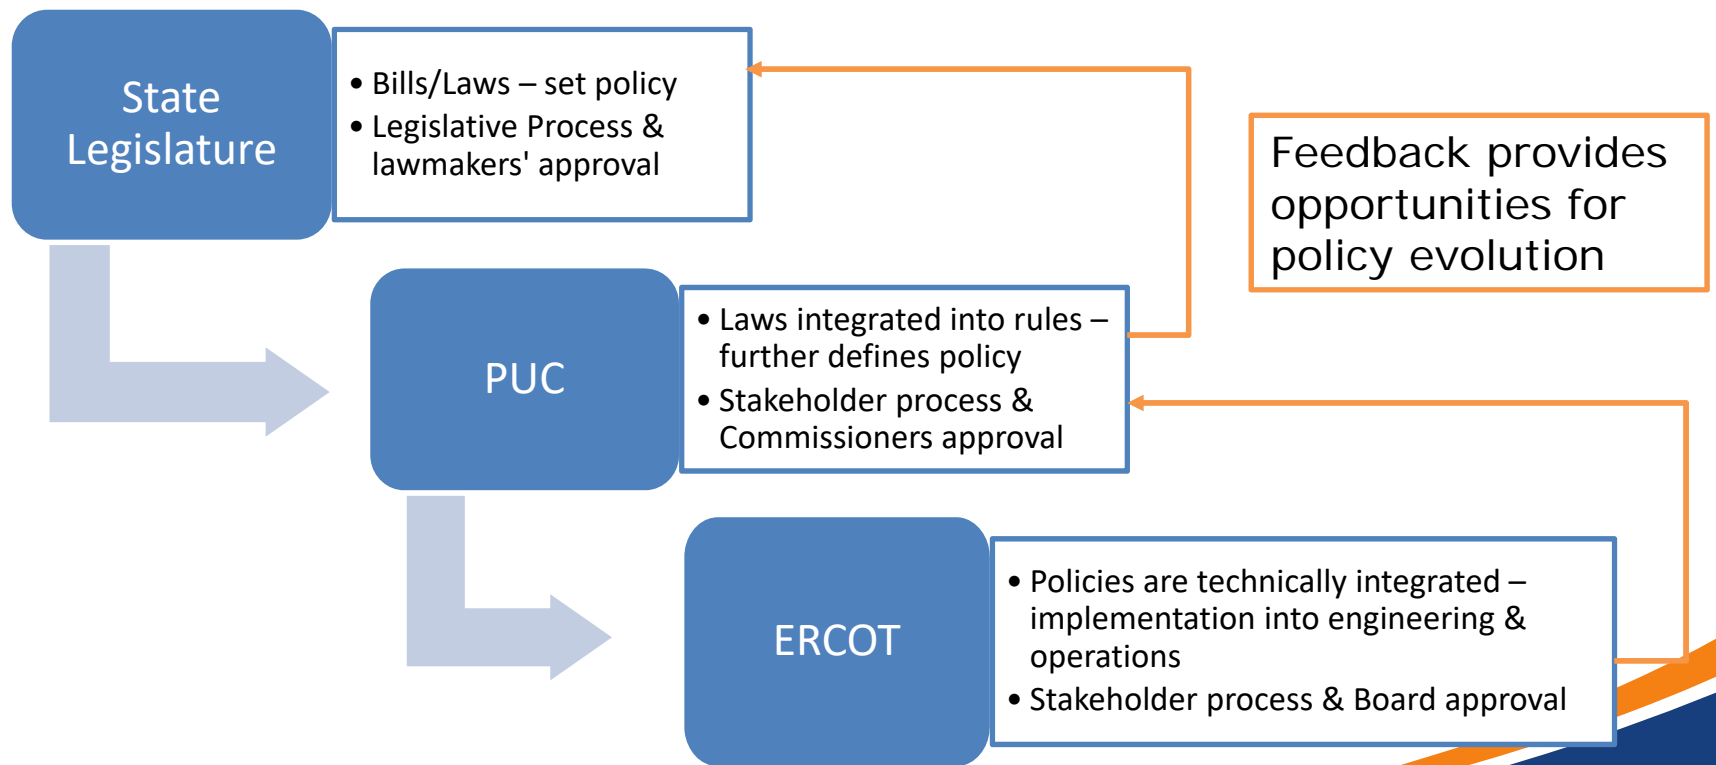 State
Legislature
• Bills/Laws – set policy
• Legislative Process &
lawmakers' approval
Feedback provides
opportunities for
policy evolution
PUC
• Laws integrated into rules –
further defines policy
• Stakeholder process &
Commissioners approval
ERCOT
• Policies are technically integrated –
implementation into engineering &
operations
• Stakeholder process & Board approval